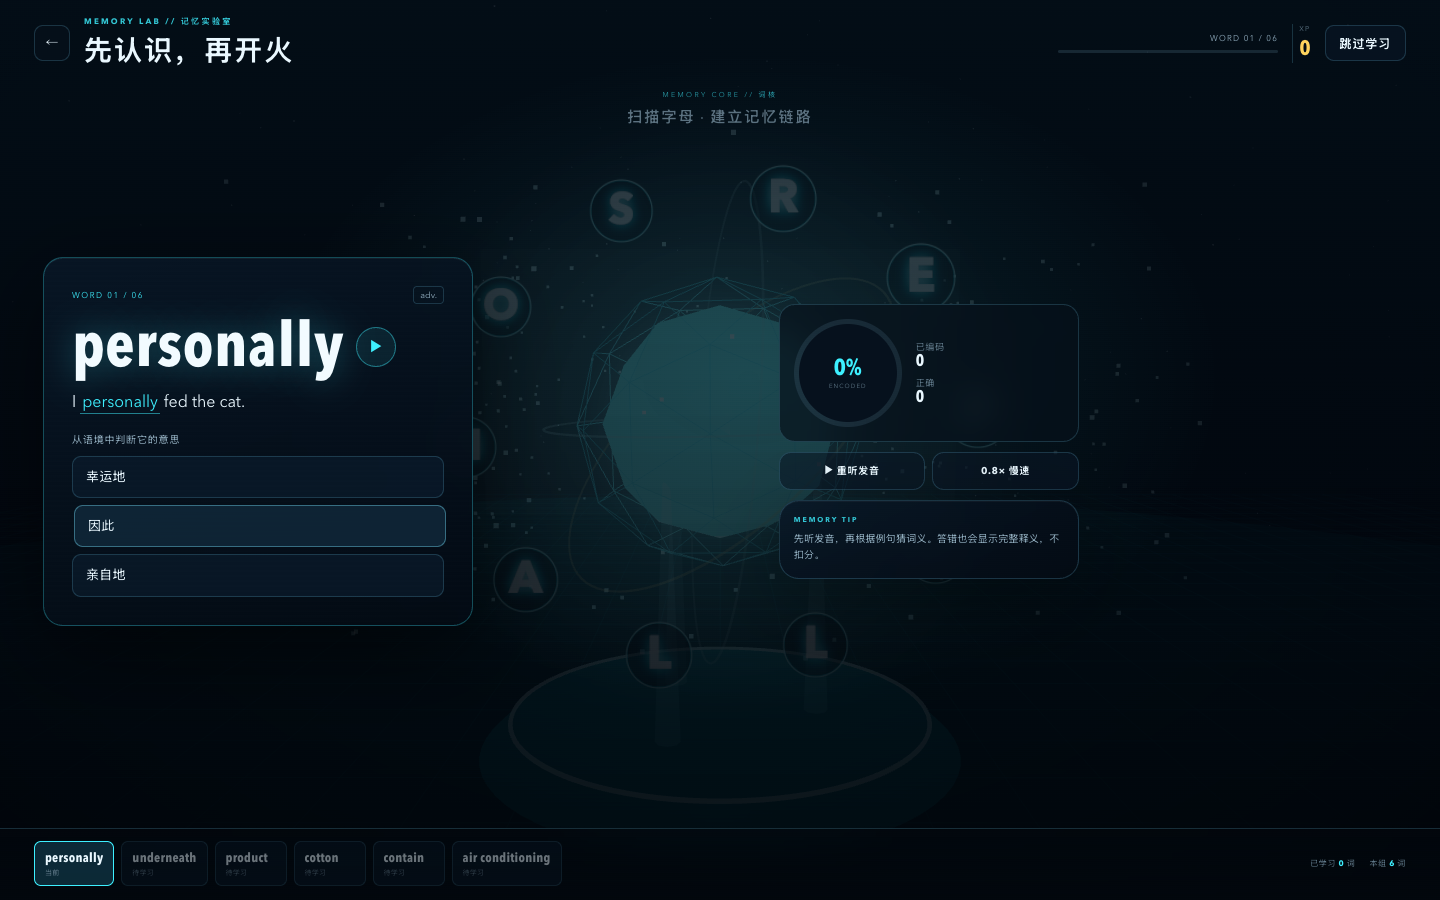 ←
MEMORY LAB // 记忆实验室
先认识，再开火
WORD 01 / 06
XP
0
跳过学习
MEMORY CORE // 词核
扫描字母 · 建立记忆链路
S
R
O
E
I
A
L
L
WORD 01 / 06
adv.
personally
I personally fed the cat.
从语境中判断它的意思
幸运地
因此
亲自地
0%
ENCODED
已编码
0
正确
0
▶ 重听发音
0.8× 慢速
MEMORY TIP
先听发音，再根据例句猜词义。答错也会显示完整释义，不
扣分。
personally
当前
underneath
待学习
product
待学习
cotton
待学习
contain
待学习
air conditioning
待学习
已学习 0 词
本组 6 词